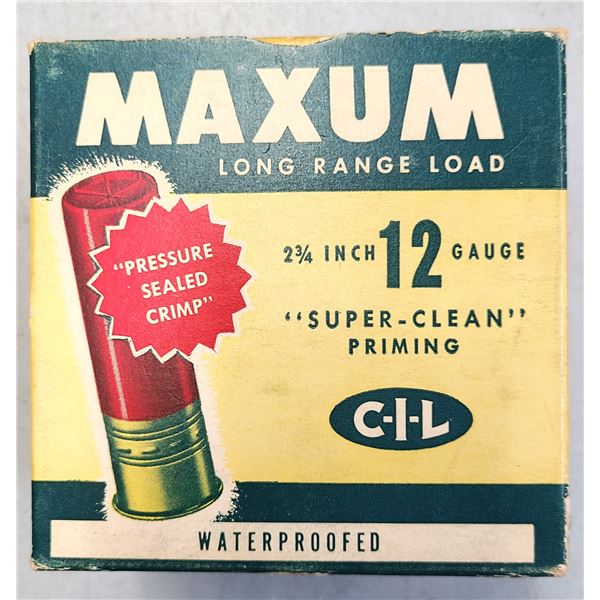 MAXUM
LONG RANGE LOAD
"PRESSURE
SEALED
CRIMP"
2¾ INCH 12 GAUGE
"SUPER-CLEAN"
PRIMING
C-I-L
WATERPROOFED